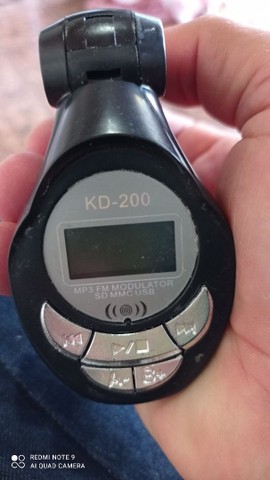 KD-200
MP3 FM MODULATOR
SD MMC USB
A-
B+
REDMI NOTE 9
AI QUAD CAMERA